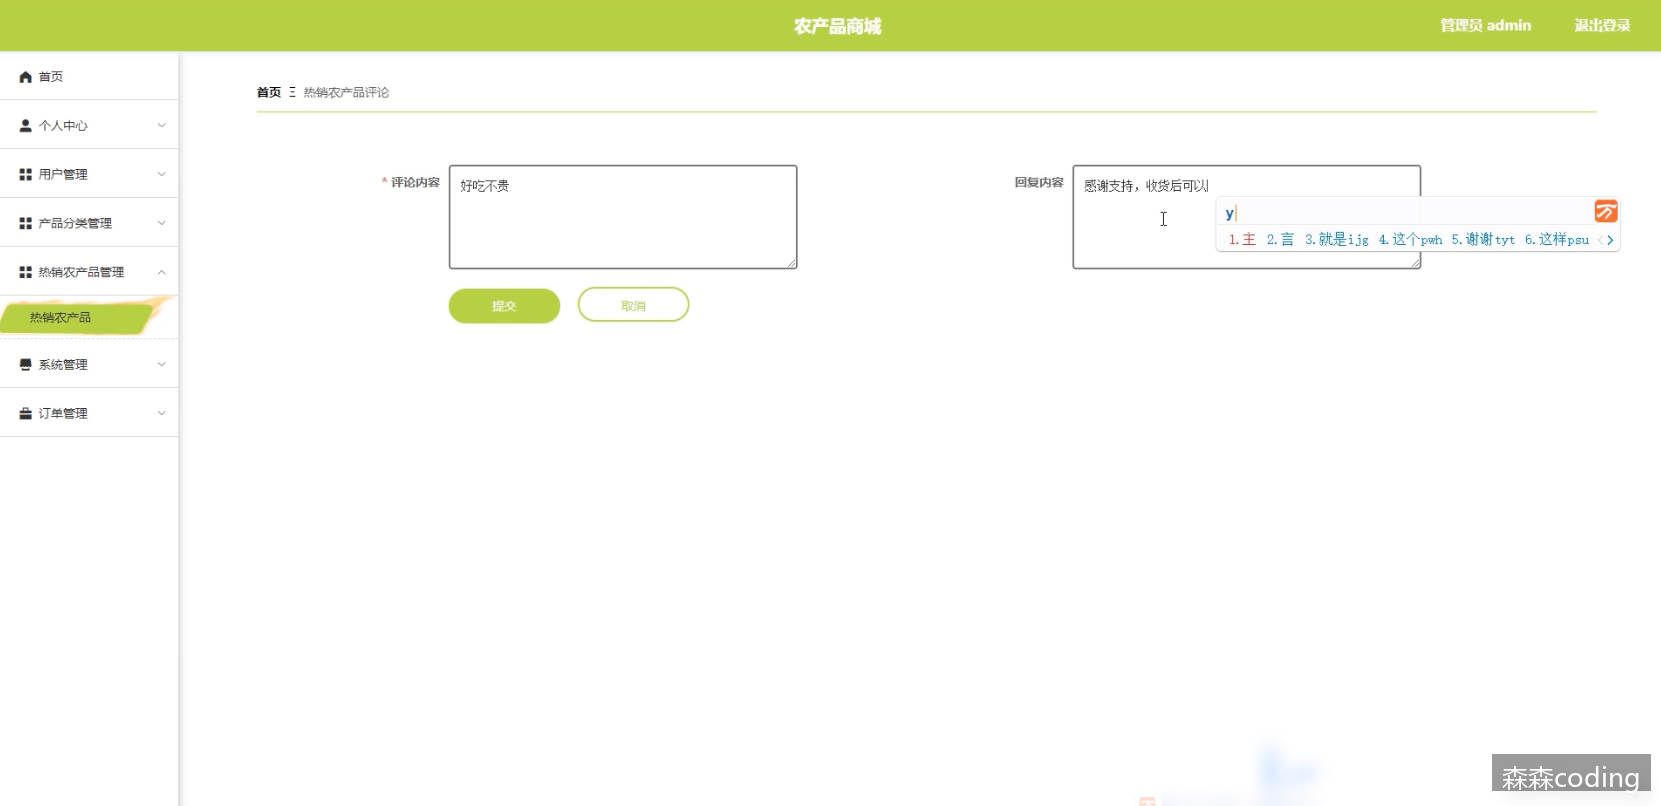 农产品商城
管理员 admin
退出登录
首页
个人中心
用户管理
产品分类管理
热销农产品管理
热销农产品
系统管理
订单管理
首页 Ξ 热销农产品评论
* 评论内容
好吃不贵
回复内容
感谢支持，收货后可以
y
1.主 2.言 3.就是ijg 4.这个pwh 5.谢谢tyt 6.这样psu
提交
取消
森森coding